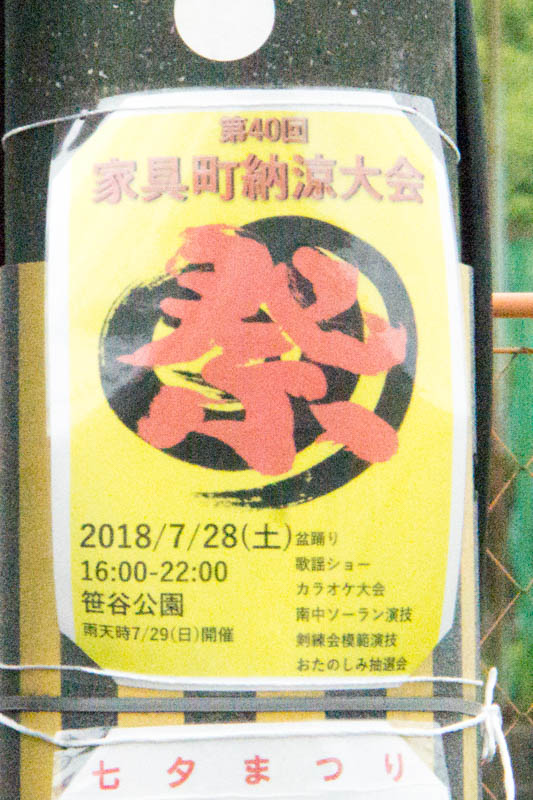 第40回
家具町納涼大会
祭
2018/7/28(土)
16:00-22:00
笹谷公園
雨天時7/29(日)開催
盆踊り
歌謡ショー
カラオケ大会
南中ソーラン演技
剣練会模範演技
おたのしみ抽選会
七夕まつり